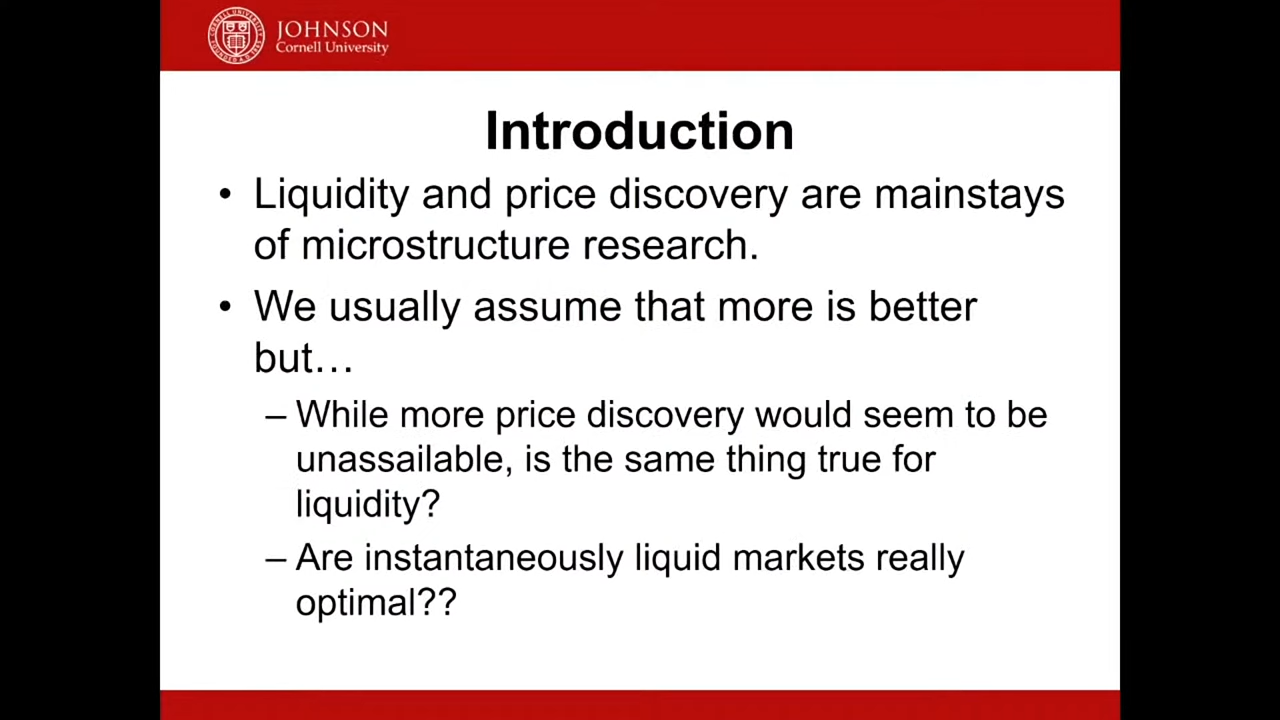 JOHNSON
Cornell University
Introduction
• Liquidity and price discovery are mainstays
of microstructure research.
• We usually assume that more is better
but…
– While more price discovery would seem to be
unassailable, is the same thing true for
liquidity?
– Are instantaneously liquid markets really
optimal??